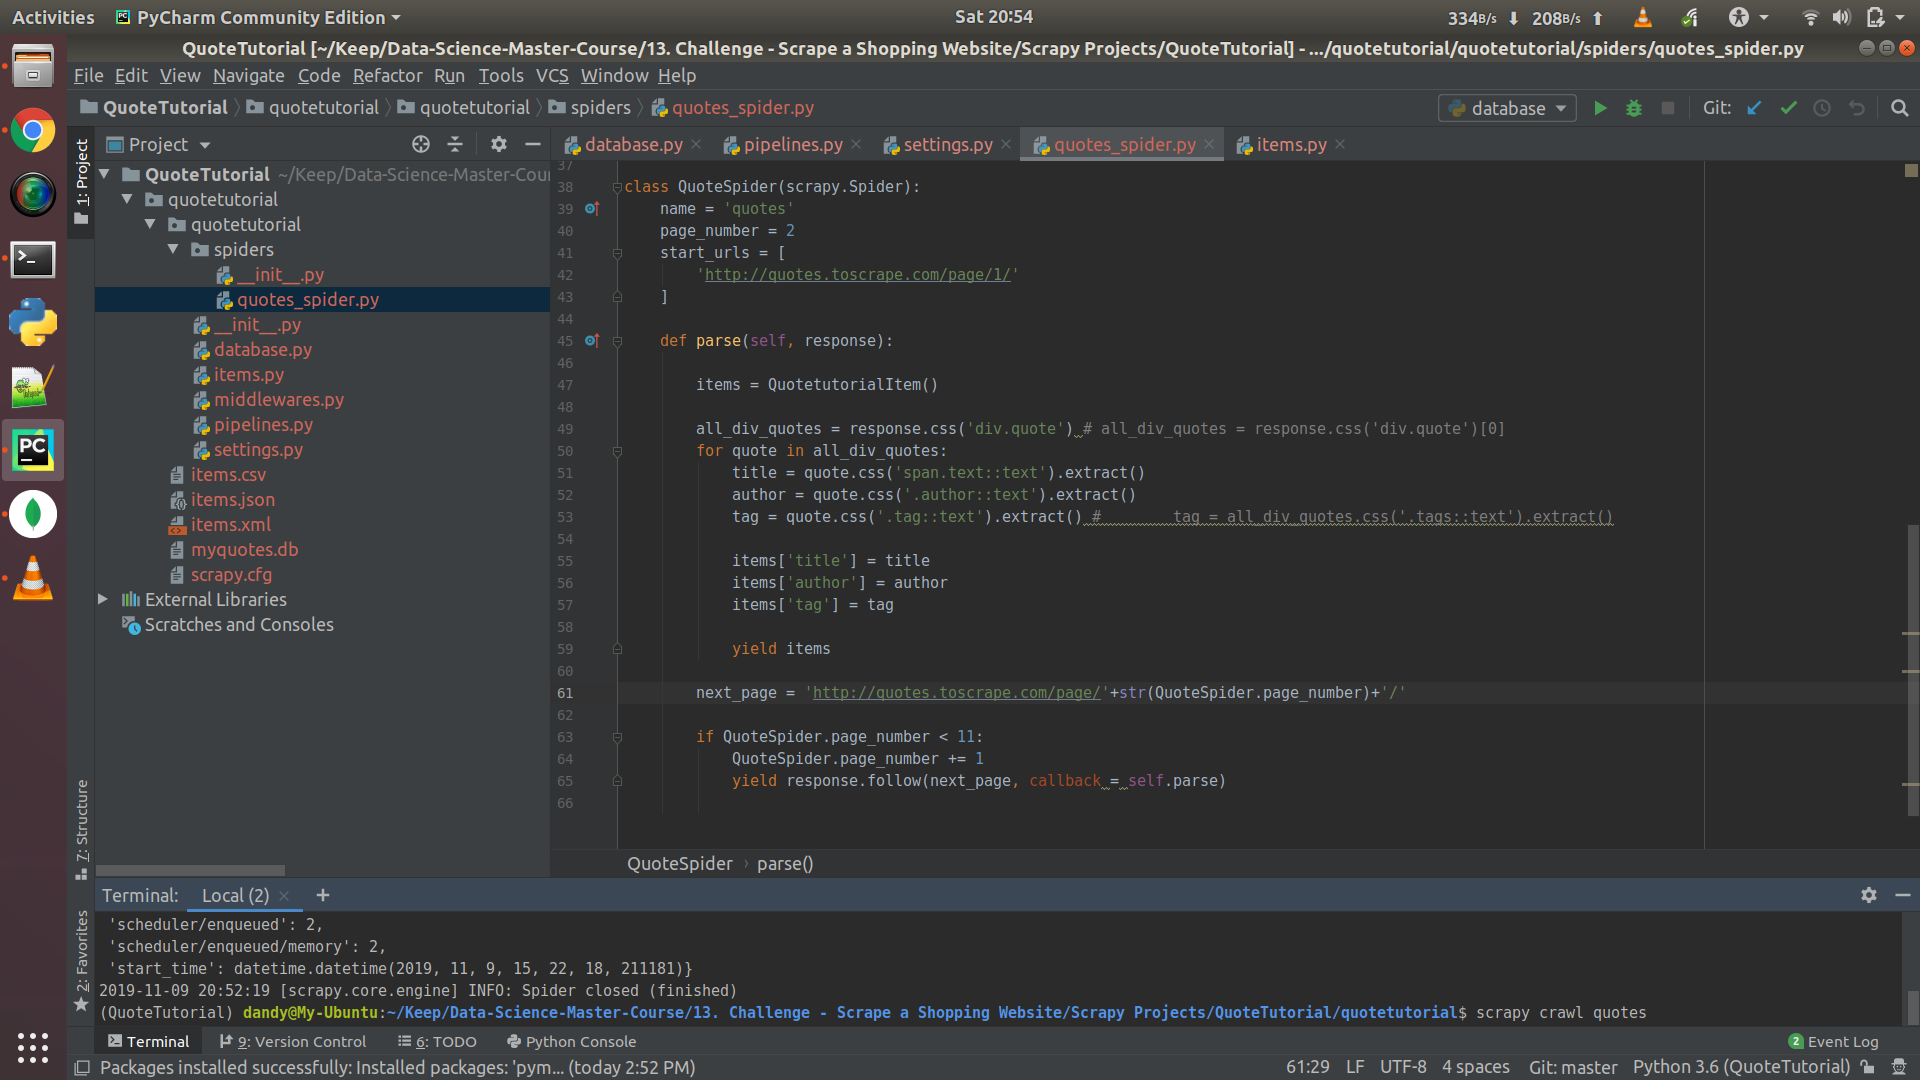 Activities PyCharm Community Edition Sat 20:54 334B/s 208B/s
QuoteTutorial [~/Keep/Data-Science-Master-Course/13. Challenge - Scrape a Shopping Website/Scrapy Projects/QuoteTutorial] - .../quotetutorial/quotetutorial/spiders/quotes_spider.py
File Edit View Navigate Code Refactor Run Tools VCS Window Help
QuoteTutorial quotetutorial quotetutorial spiders quotes_spider.py database Git:
1: Project
Project
database.py pipelines.py settings.py quotes_spider.py items.py
QuoteTutorial ~/Keep/Data-Science-Master-Cour
quotetutorial
quotetutorial
spiders
__init__.py
quotes_spider.py
__init__.py
database.py
items.py
middlewares.py
pipelines.py
settings.py
items.csv
items.json
items.xml
myquotes.db
scrapy.cfg
External Libraries
Scratches and Consoles
37
38 class QuoteSpider(scrapy.Spider):
39 name = 'quotes'
40 page_number = 2
41 start_urls = [
42 'http://quotes.toscrape.com/page/1/'
43 ]
44
45 def parse(self, response):
46
47 items = QuotetutorialItem()
48
49 all_div_quotes = response.css('div.quote') # all_div_quotes = response.css('div.quote')[0]
50 for quote in all_div_quotes:
51 title = quote.css('span.text::text').extract()
52 author = quote.css('.author::text').extract()
53 tag = quote.css('.tag::text').extract() # tag = all_div_quotes.css('.tags::text').extract()
54
55 items['title'] = title
56 items['author'] = author
57 items['tag'] = tag
58
59 yield items
60
61 next_page = 'http://quotes.toscrape.com/page/'+str(QuoteSpider.page_number)+'/'
62
63 if QuoteSpider.page_number < 11:
64 QuoteSpider.page_number += 1
65 yield response.follow(next_page, callback = self.parse)
66
QuoteSpider parse()
7: Structure
2: Favorites
Terminal: Local (2) +
'scheduler/enqueued': 2,
'scheduler/enqueued/memory': 2,
'start_time': datetime.datetime(2019, 11, 9, 15, 22, 18, 211181)}
2019-11-09 20:52:19 [scrapy.core.engine] INFO: Spider closed (finished)
(QuoteTutorial) dandy@My-Ubuntu:~/Keep/Data-Science-Master-Course/13. Challenge - Scrape a Shopping Website/Scrapy Projects/QuoteTutorial/quotetutorial$ scrapy crawl quotes
Terminal 9: Version Control 6: TODO Python Console 2 Event Log
Packages installed successfully: Installed packages: 'pym... (today 2:52 PM) 61:29 LF UTF-8 4 spaces Git: master Python 3.6 (QuoteTutorial)